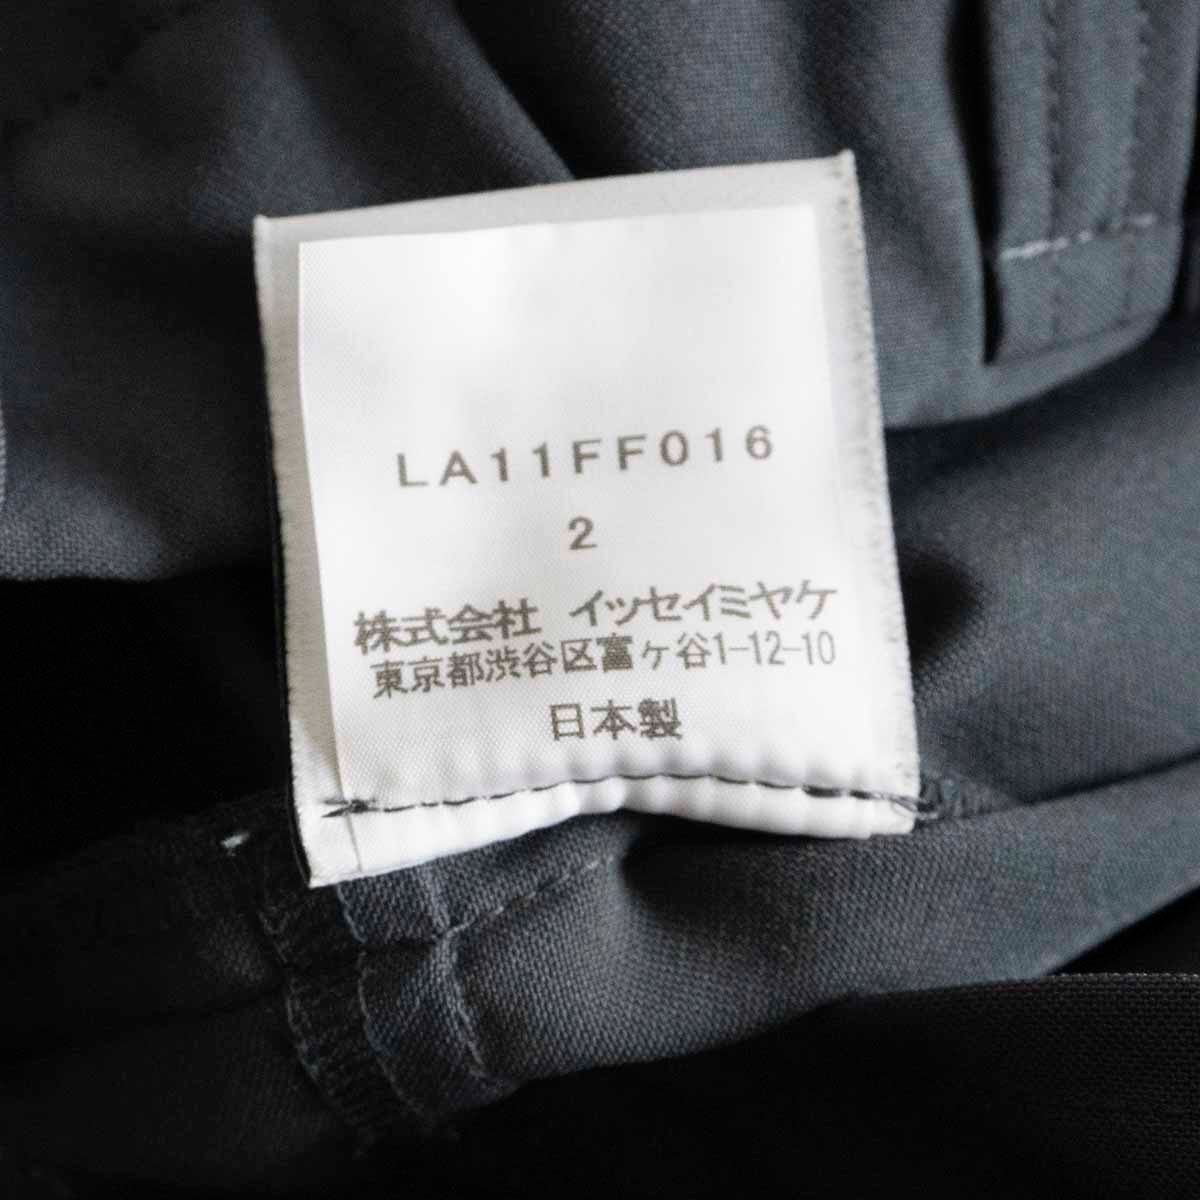 LA11FF016
2
株式会社 イッセイミヤケ
東京都渋谷区富ヶ谷1-12-10
日本製